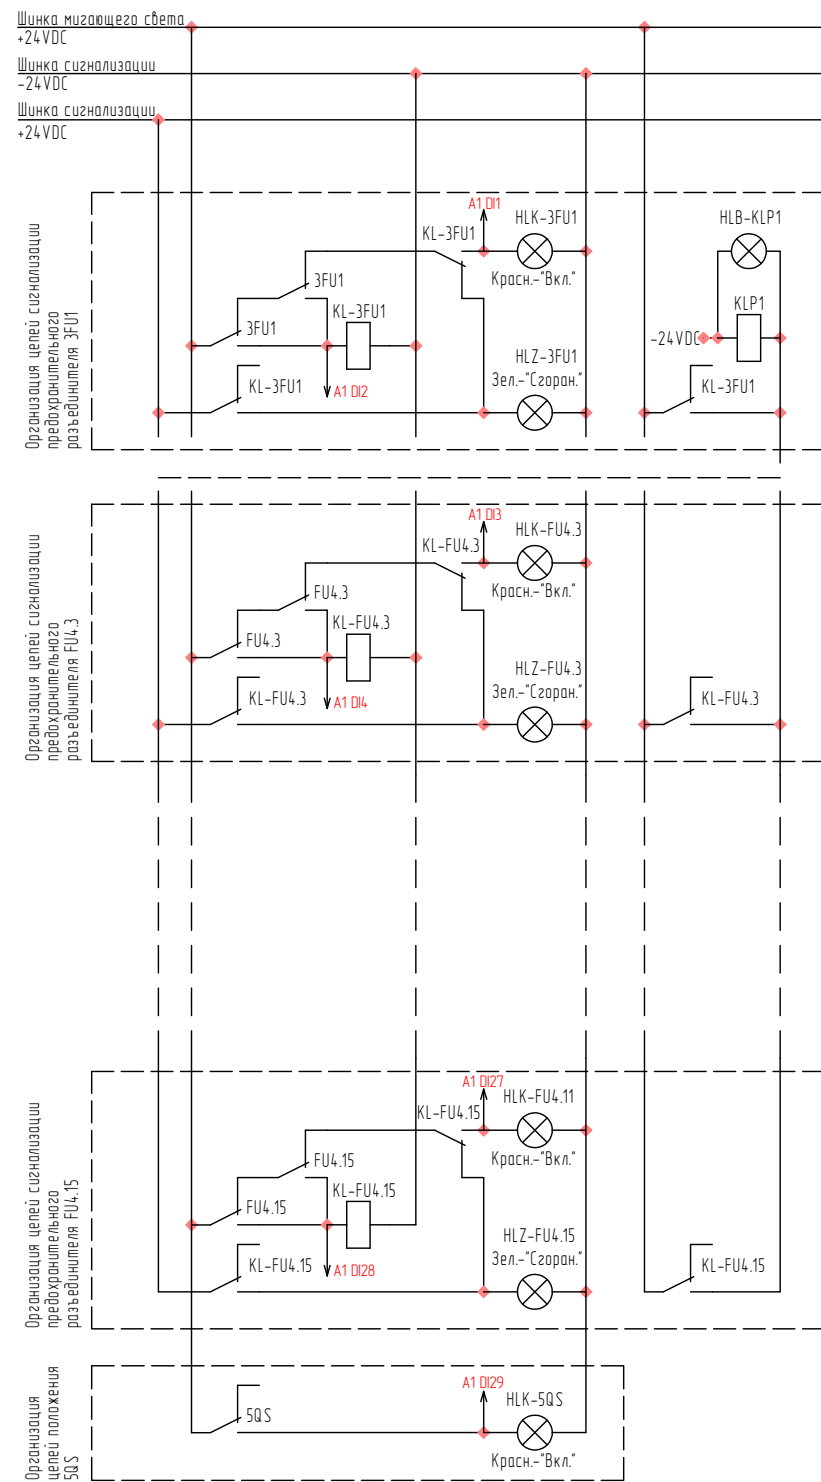 Шинка мигающего света
+24VDC
Шинка сигнализации
-24VDC
Шинка сигнализации
+24VDC
Организация цепей сигнализации
предохранительного
разъединителя 3FU1
A1 DI1
HLK-3FU1
KL-3FU1
Красн.-"Вкл."
3FU1
KL-3FU1
3FU1
A1 DI2
KL-3FU1
HLZ-3FU1
Зел.-"Сгоран."
HLB-KLP1
KLP1
-24VDC
KL-3FU1
Организация цепей сигнализации
предохранительного
разъединителя FU4.3
A1 DI3
HLK-FU4.3
KL-FU4.3
Красн.-"Вкл."
FU4.3
KL-FU4.3
FU4.3
A1 DI4
KL-FU4.3
HLZ-FU4.3
Зел.-"Сгоран."
KL-FU4.3
Организация цепей сигнализации
предохранительного
разъединителя FU4.15
A1 DI27
HLK-FU4.11
KL-FU4.15
Красн.-"Вкл."
FU4.15
KL-FU4.15
FU4.15
A1 DI28
KL-FU4.15
HLZ-FU4.15
Зел.-"Сгоран."
KL-FU4.15
Организация
цепей положения
5QS
5QS
A1 DI29
HLK-5QS
Красн.-"Вкл."